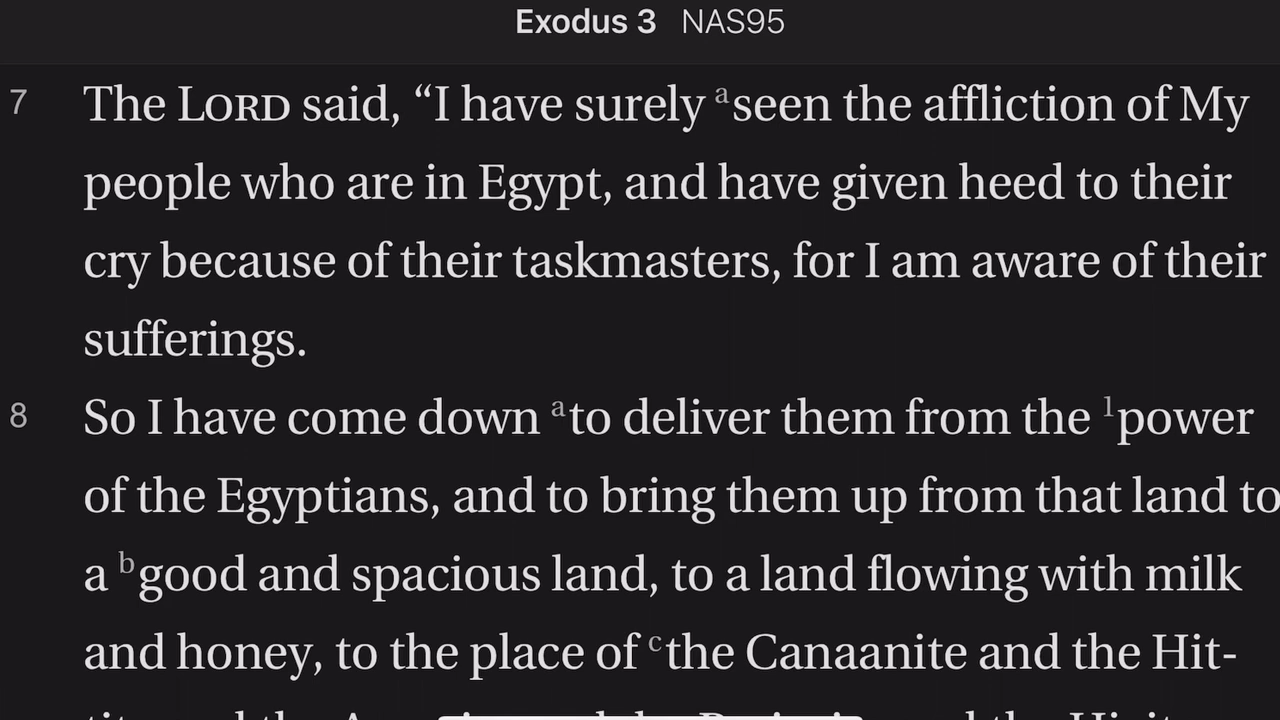 Exodus 3 NAS95
7 The LORD said, “I have surely a seen the affliction of My
people who are in Egypt, and have given heed to their
cry because of their taskmasters, for I am aware of their
sufferings.
8 So I have come down a to deliver them from the 1 power
of the Egyptians, and to bring them up from that land to
a b good and spacious land, to a land flowing with milk
and honey, to the place of c the Canaanite and the Hit-